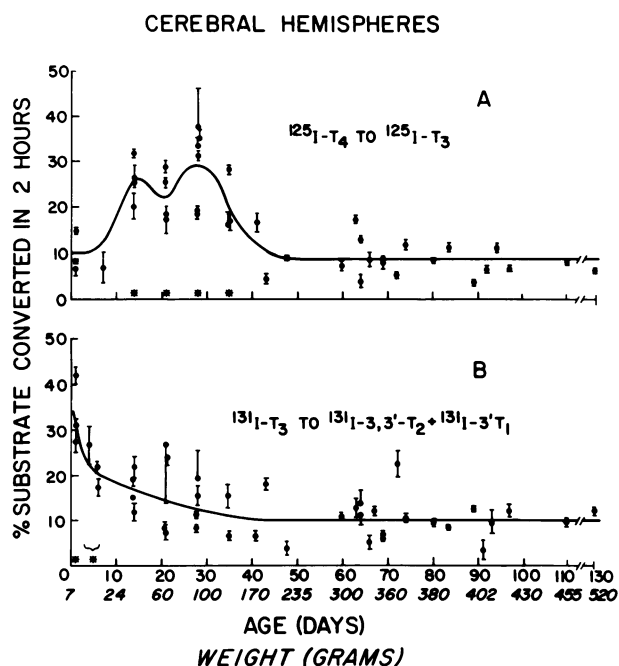 CEREBRAL HEMISPHERES
% SUBSTRATE CONVERTED IN 2 HOURS
50
40
30
20
10
0
A
¹²⁵I-T₄ TO ¹²⁵I-T₃
* * * *
50
40
30
20
10
B
¹³¹I-T₃ TO ¹³¹I-3,3'-T₂ + ¹³¹I-3'T₁
* *
0 10 20 30 40 50 60 70 80 90 100 110 130
7 24 60 100 170 235 300 360 380 402 430 455 520
AGE (DAYS)
WEIGHT (GRAMS)